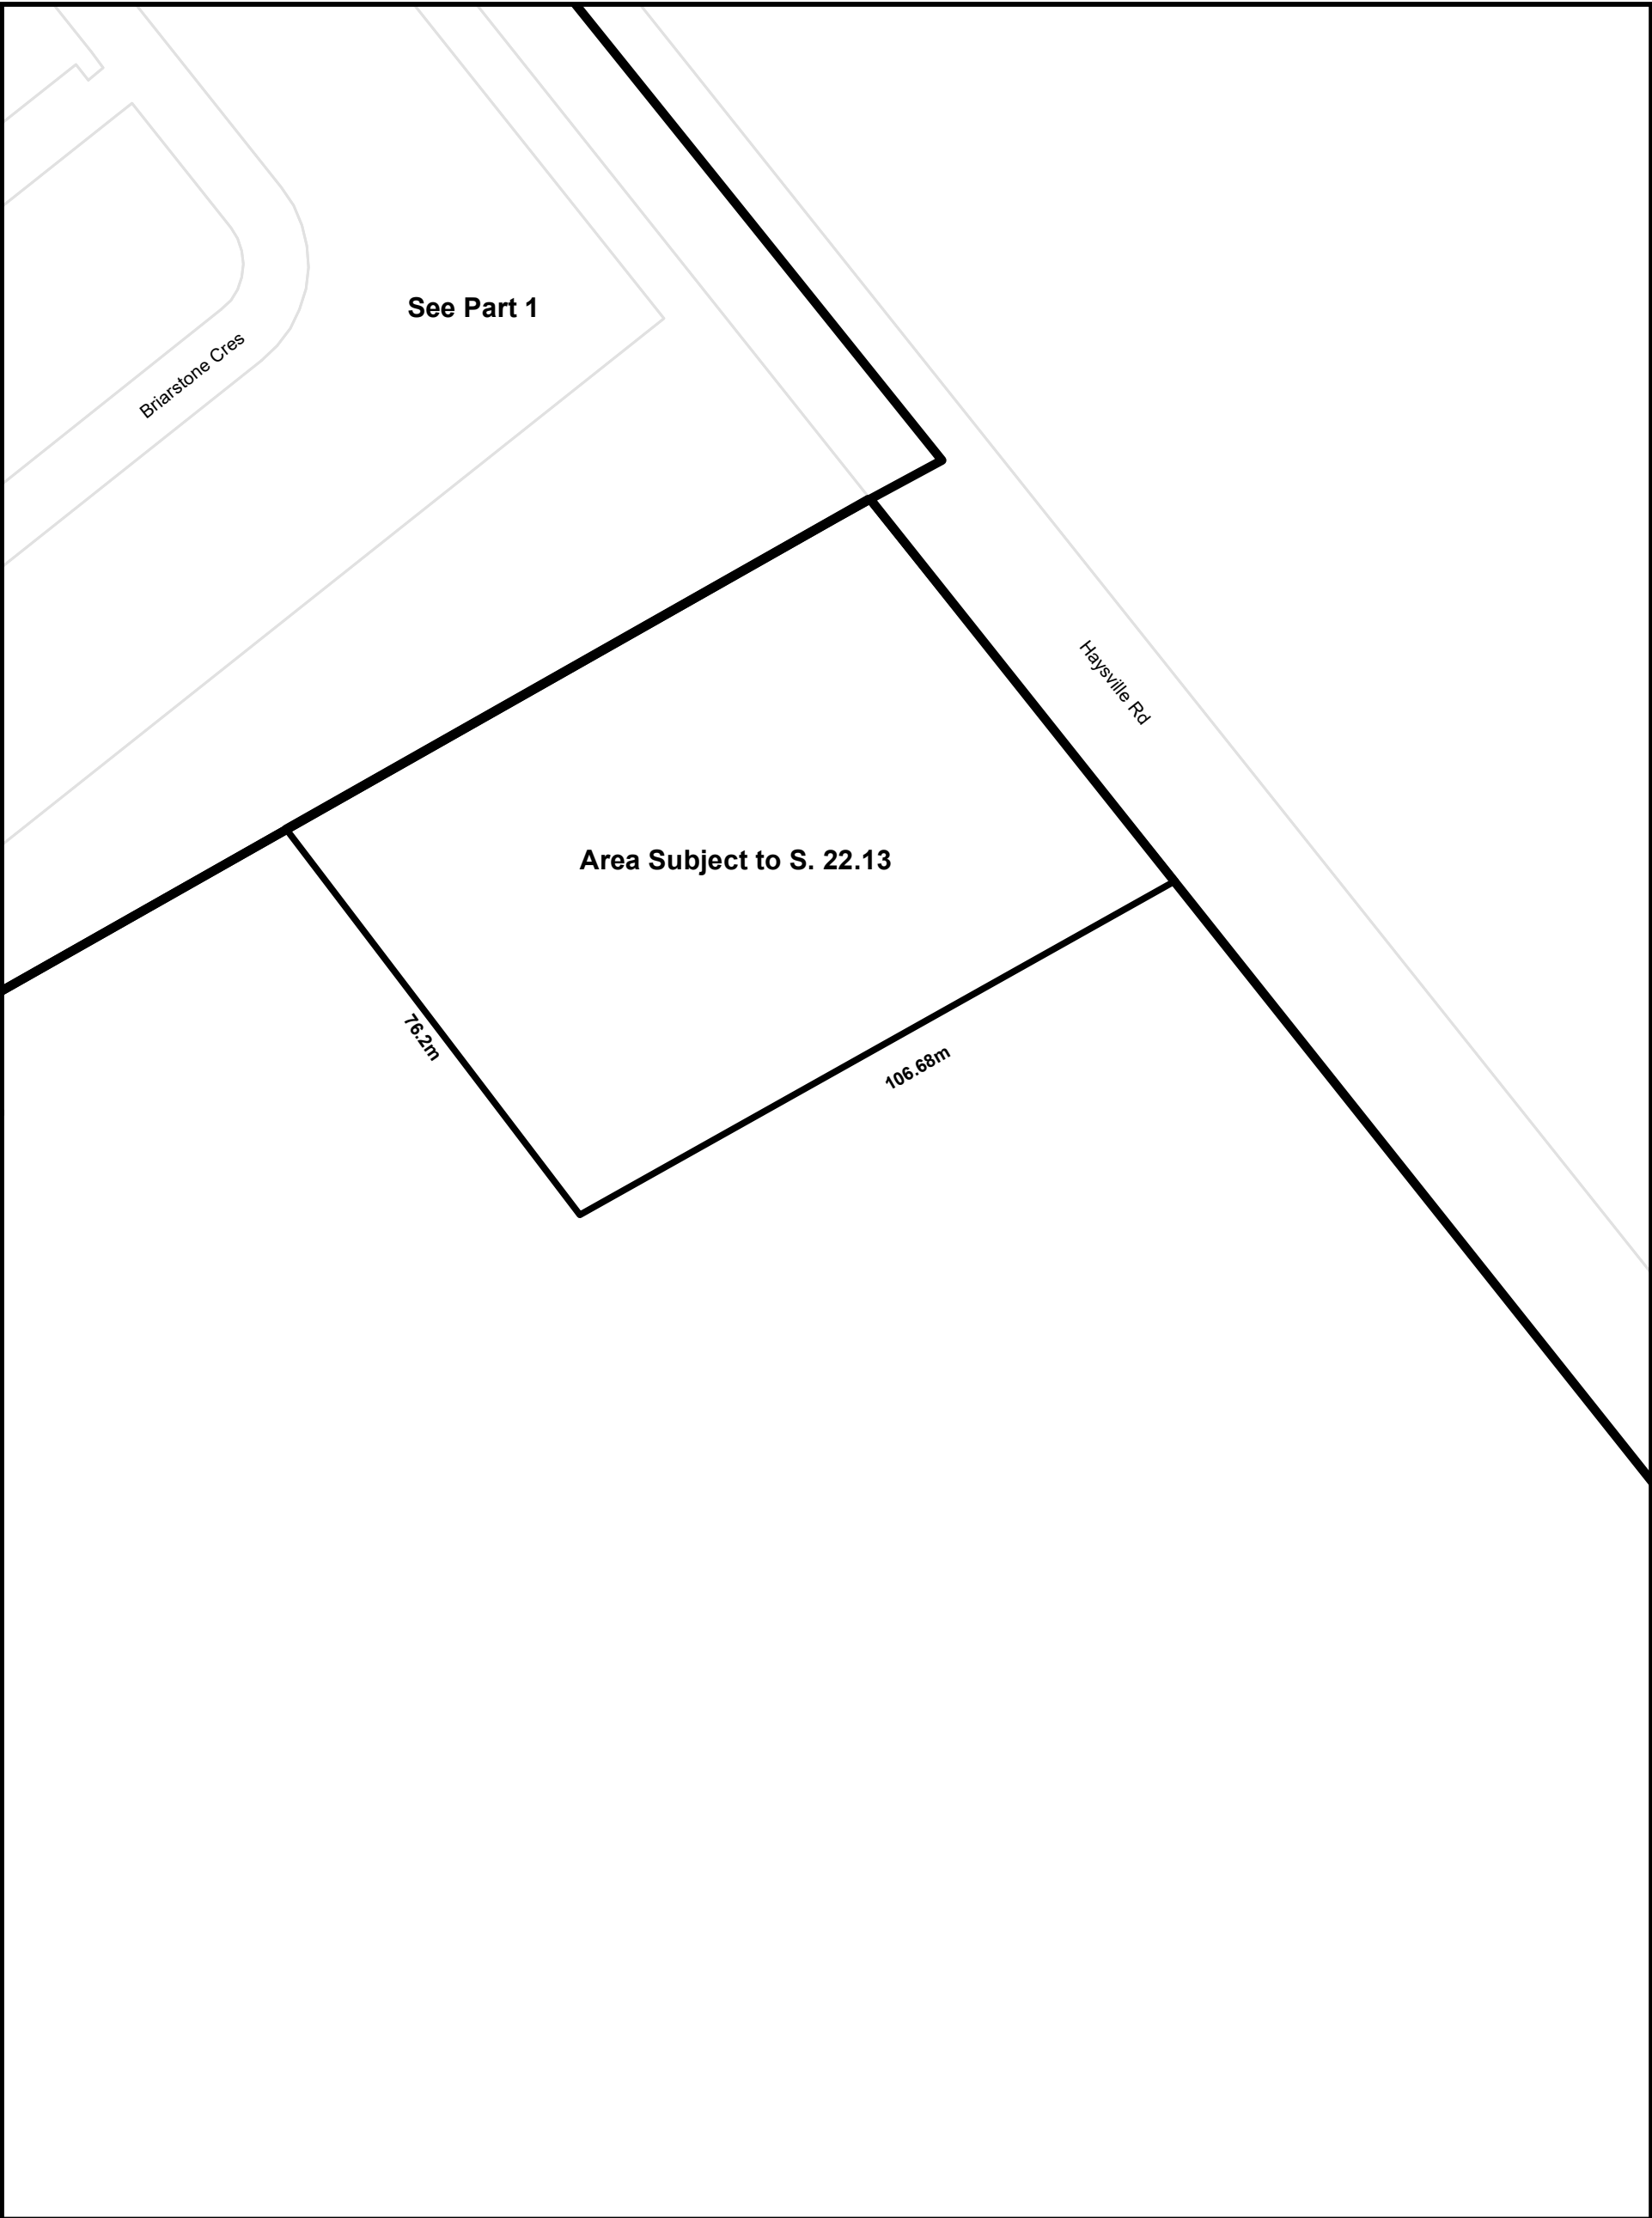 See Part 1
Briarstone Cres
Haysville Rd
Area Subject to S. 22.13
76.2m
106.68m